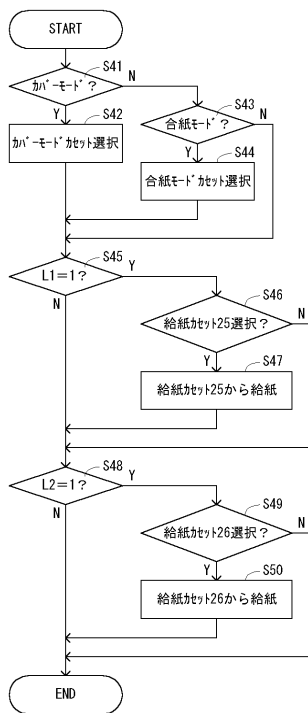 START
S41
ｶﾊﾞｰﾓｰﾄﾞ?
N
Y
S42
ｶﾊﾞｰﾓｰﾄﾞｶｾｯﾄ選択
S43
合紙ﾓｰﾄﾞ?
N
Y
S44
合紙ﾓｰﾄﾞｶｾｯﾄ選択
S45
L1=1?
Y
N
S46
給紙ｶｾｯﾄ25選択?
N
Y
S47
給紙ｶｾｯﾄ25から給紙
S48
L2=1?
Y
N
S49
給紙ｶｾｯﾄ26選択?
N
Y
S50
給紙ｶｾｯﾄ26から給紙
END